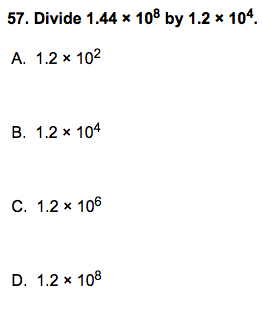 57. Divide 1.44 × 10⁸ by 1.2 × 10⁴.
A. 1.2 × 10²
B. 1.2 × 10⁴
C. 1.2 × 10⁶
D. 1.2 × 10⁸